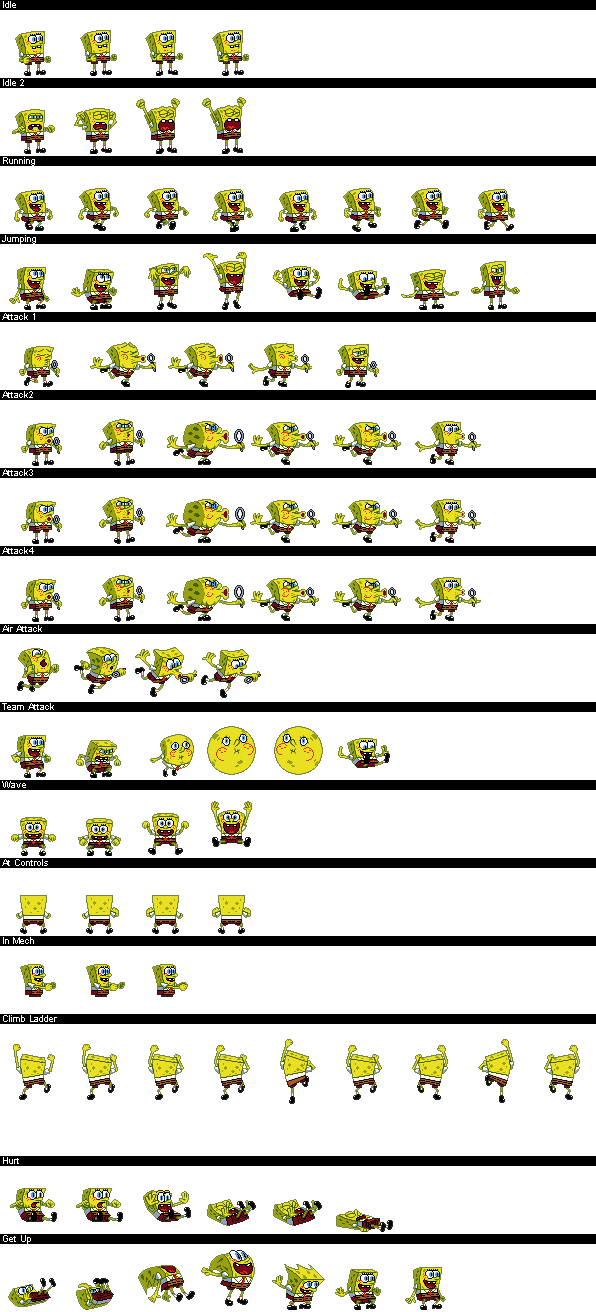 Idle
Idle 2
Running
Jumping
Attack 1
Attack2
Attack3
Attack4
Air Attack
Team Attack
Wave
At Controls
In Mech
Climb Ladder
Hurt
Get Up